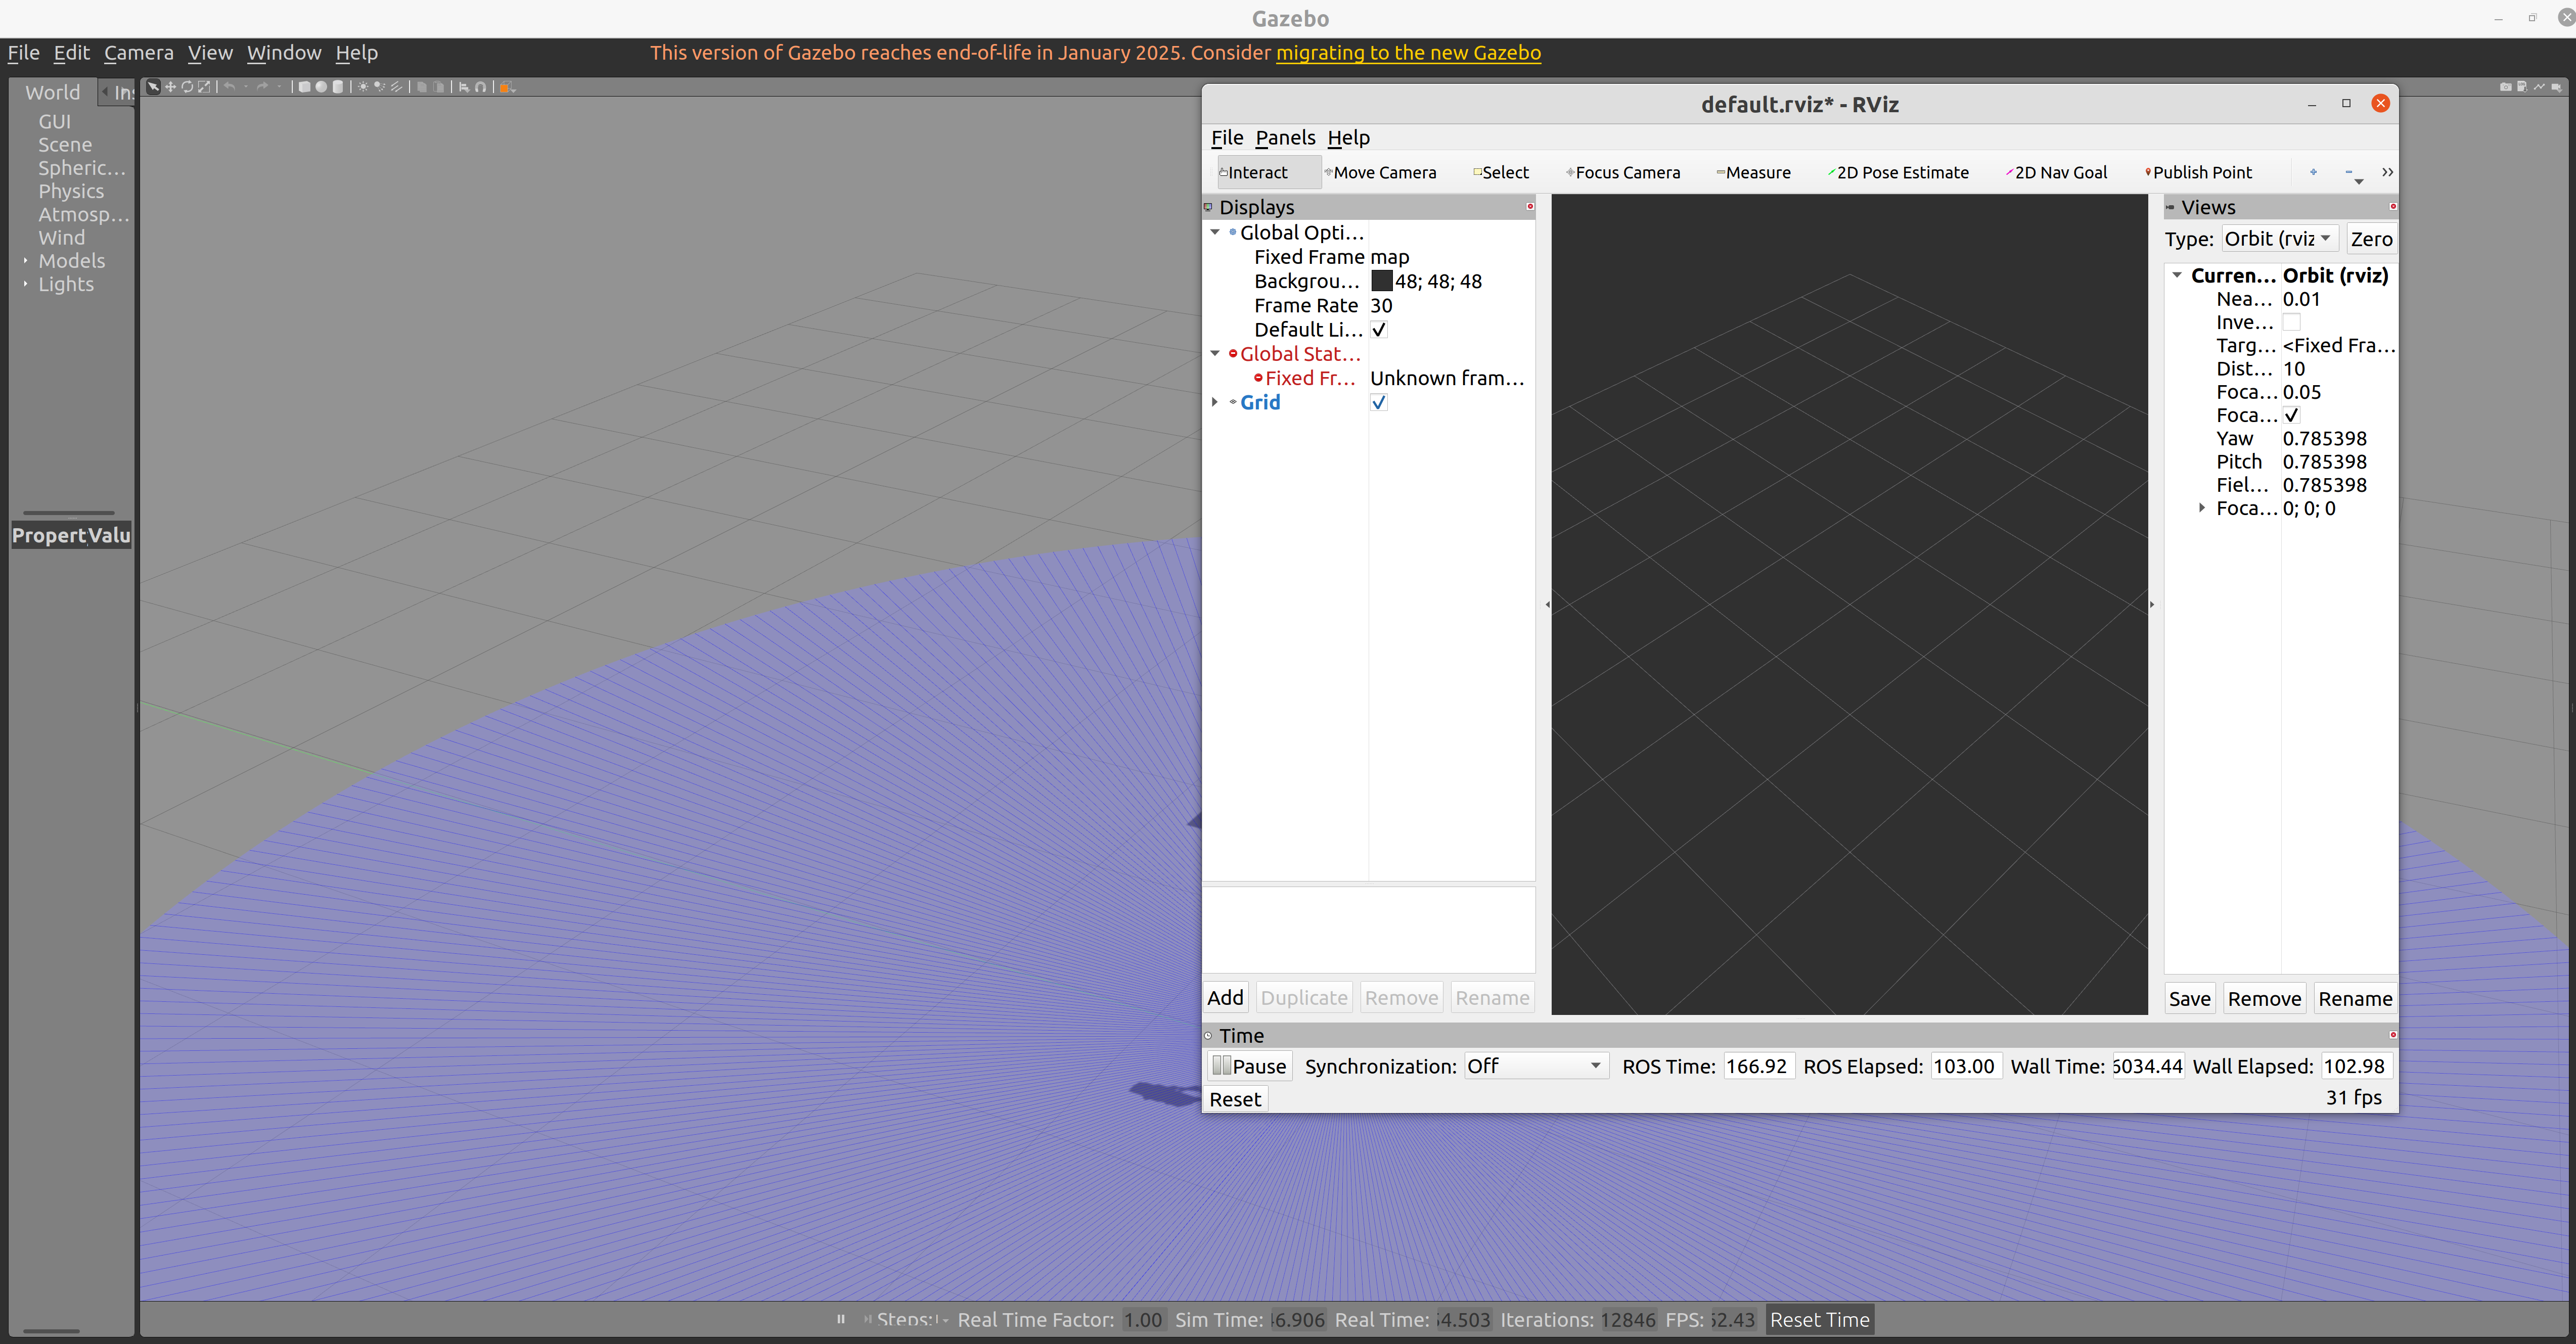 Gazebo
File Edit Camera View Window Help
This version of Gazebo reaches end-of-life in January 2025. Consider migrating to the new Gazebo
World Ins
GUI
Scene
Spheric...
Physics
Atmosp...
Wind
Models
Lights
Propert Valu
default.rviz* - RViz
File Panels Help
Interact Move Camera Select Focus Camera Measure 2D Pose Estimate 2D Nav Goal Publish Point
Displays
Global Opti...
Fixed Frame map
Backgrou... 48; 48; 48
Frame Rate 30
Default Li...
Global Stat...
Fixed Fr... Unknown fram...
Grid
Add Duplicate Remove Rename
Views
Type: Orbit (rviz Zero
Curren... Orbit (rviz)
Nea... 0.01
Inve...
Targ... <Fixed Fra...
Dist... 10
Foca... 0.05
Foca...
Yaw 0.785398
Pitch 0.785398
Fiel... 0.785398
Foca... 0; 0; 0
Save Remove Rename
Time
Pause Synchronization: Off ROS Time: 166.92 ROS Elapsed: 103.00 Wall Time: 6034.44 Wall Elapsed: 102.98
Reset 31 fps
Steps: Real Time Factor: 1.00 Sim Time: 6.906 Real Time: 4.503 Iterations: 12846 FPS: 52.43 Reset Time